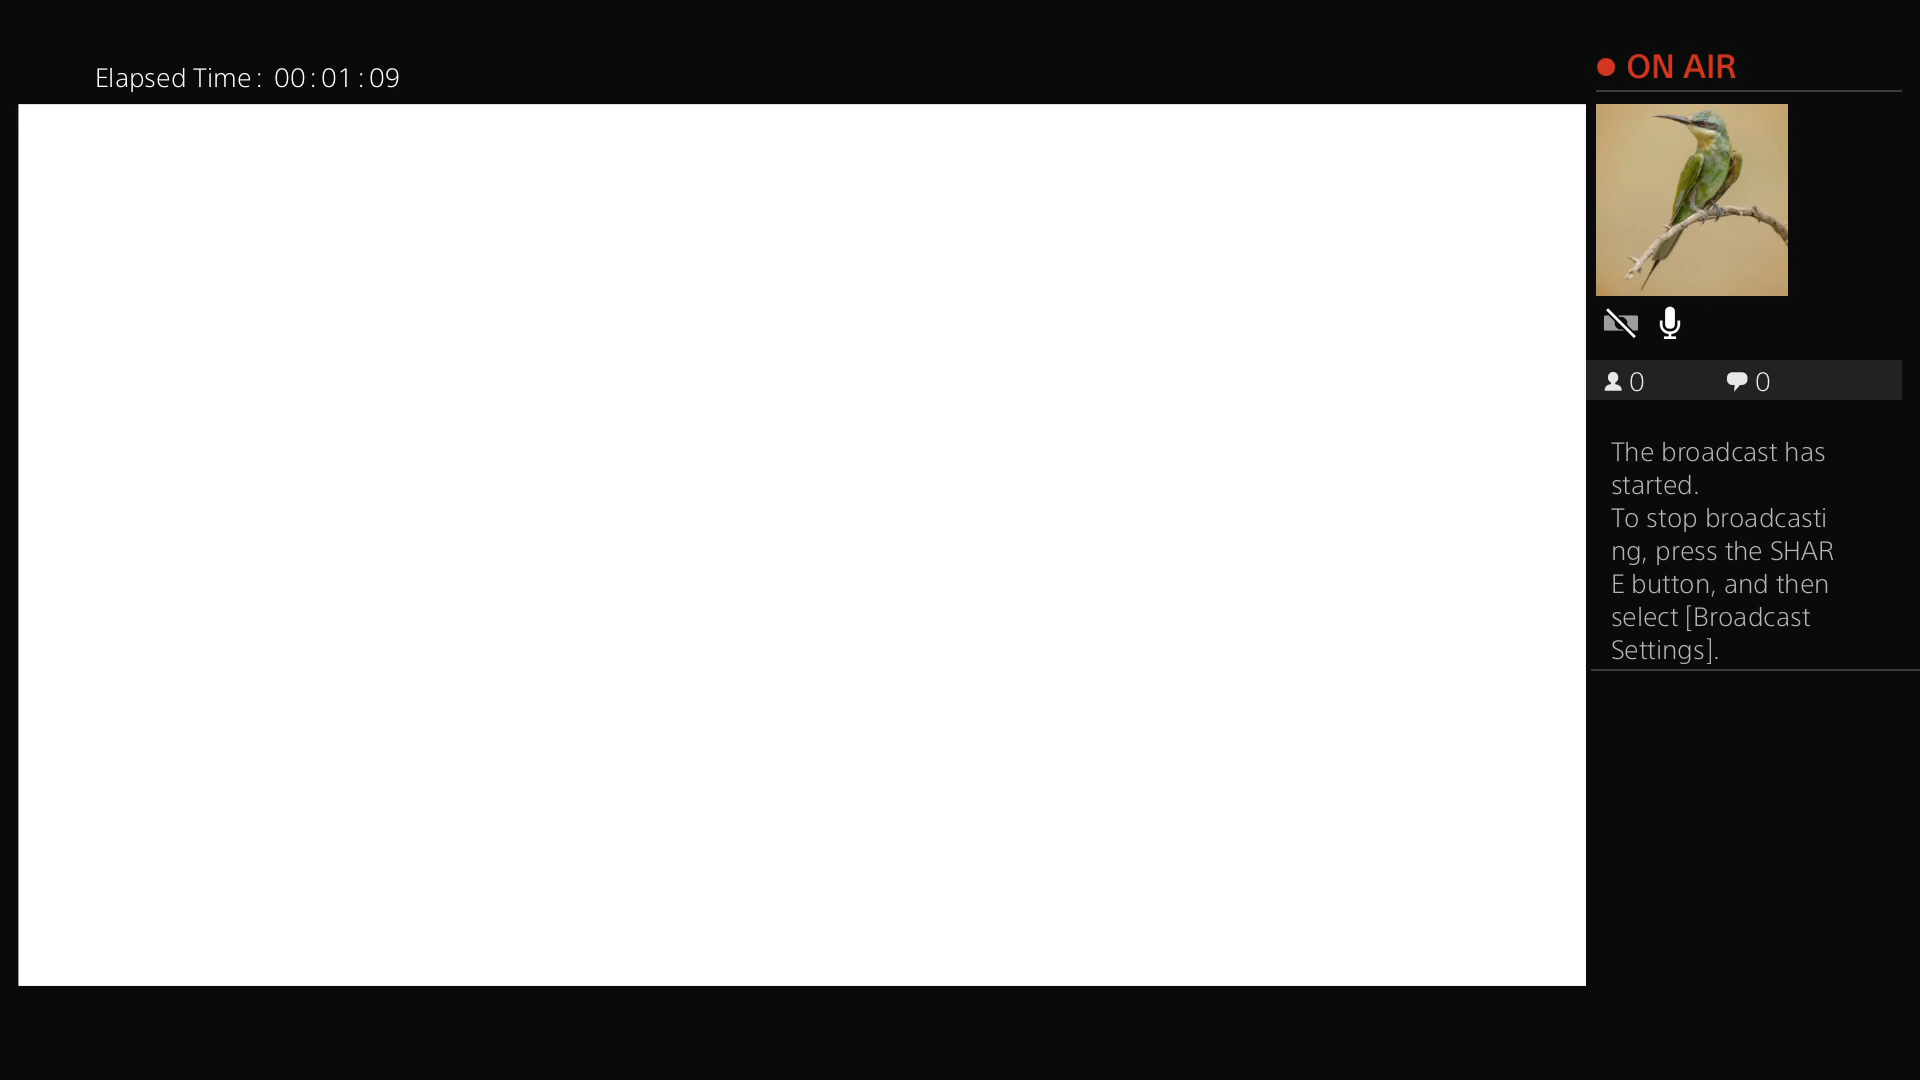 Elapsed Time: 00:01:09
ON AIR
0
0
The broadcast has
started.
To stop broadcasti
ng, press the SHAR
E button, and then
select [Broadcast
Settings].